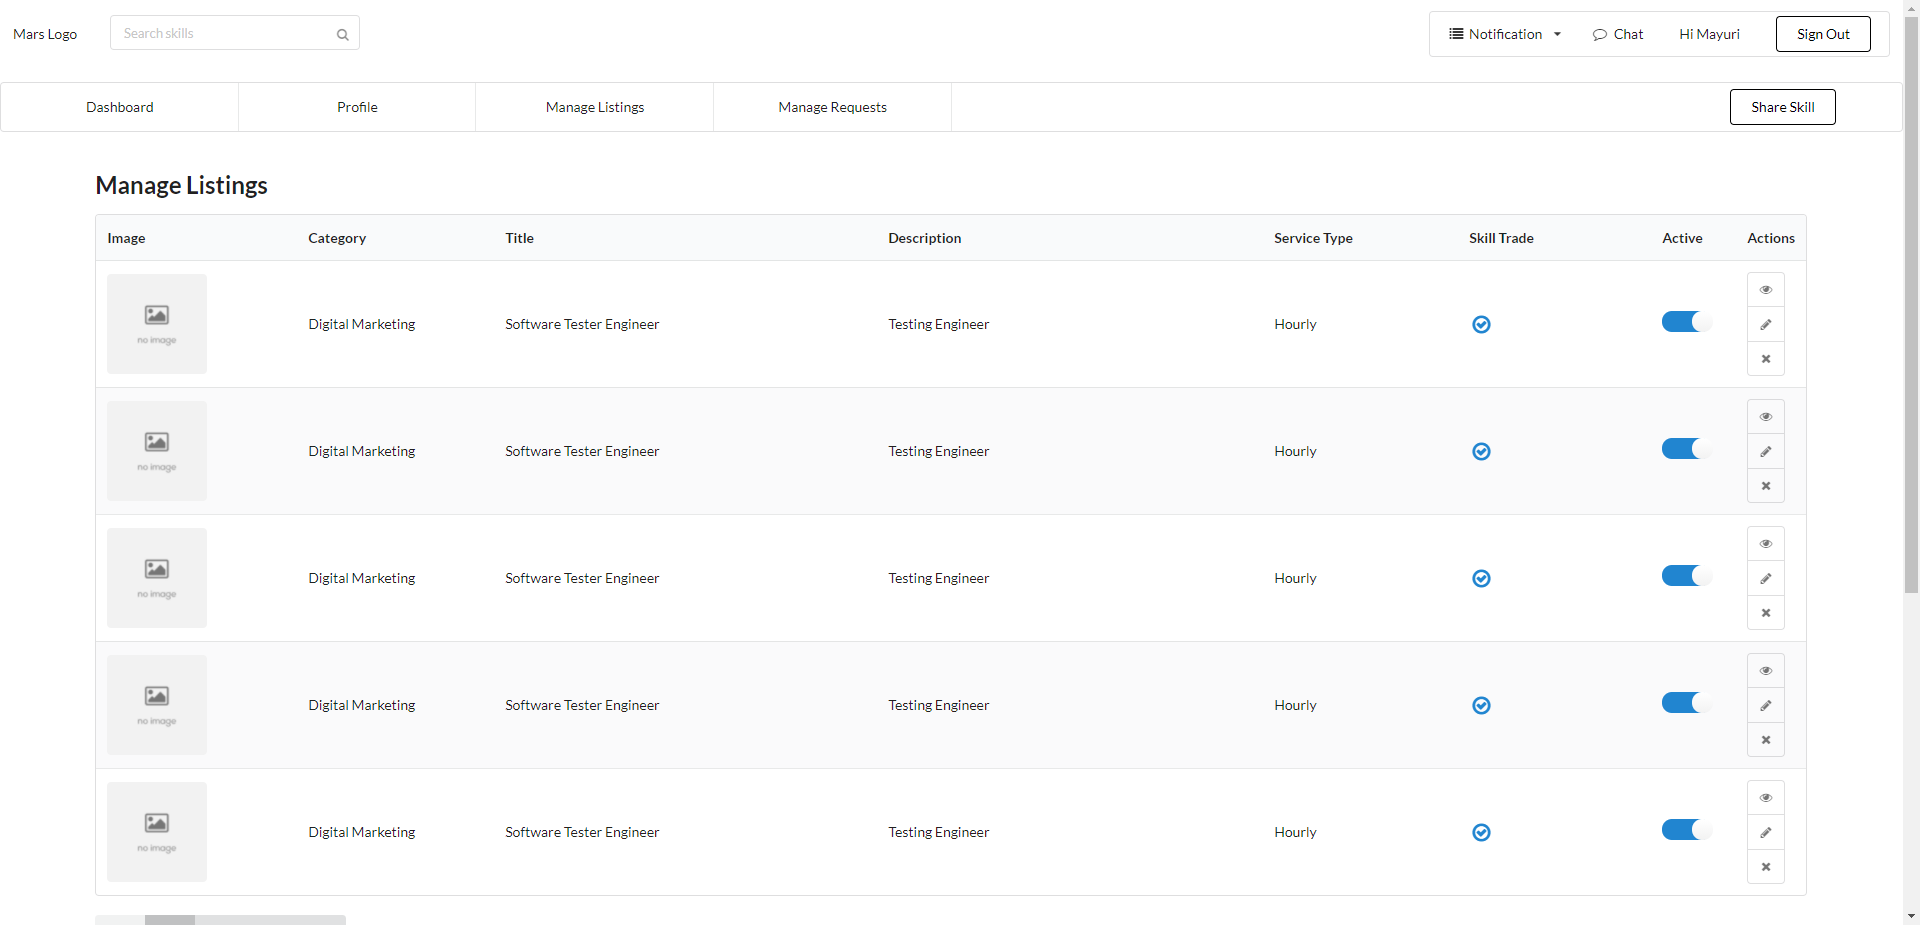 Mars Logo
Search skills
Notification Chat Hi Mayuri Sign Out
Dashboard Profile Manage Listings Manage Requests Share Skill
Manage Listings
Image Category Title Description Service Type Skill Trade Active Actions
no image Digital Marketing Software Tester Engineer Testing Engineer Hourly
no image Digital Marketing Software Tester Engineer Testing Engineer Hourly
no image Digital Marketing Software Tester Engineer Testing Engineer Hourly
no image Digital Marketing Software Tester Engineer Testing Engineer Hourly
no image Digital Marketing Software Tester Engineer Testing Engineer Hourly